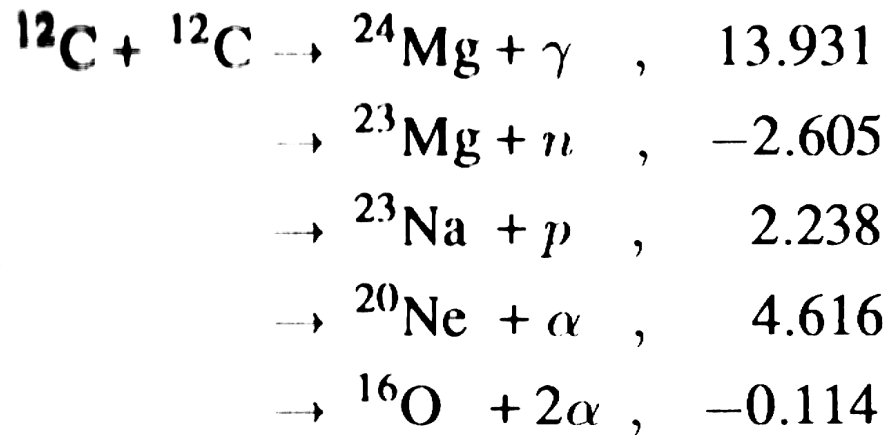 ¹²C + ¹²C → ²⁴Mg + γ , 13.931
→ ²³Mg + n , −2.605
→ ²³Na + p , 2.238
→ ²⁰Ne + α , 4.616
→ ¹⁶O + 2α , −0.114